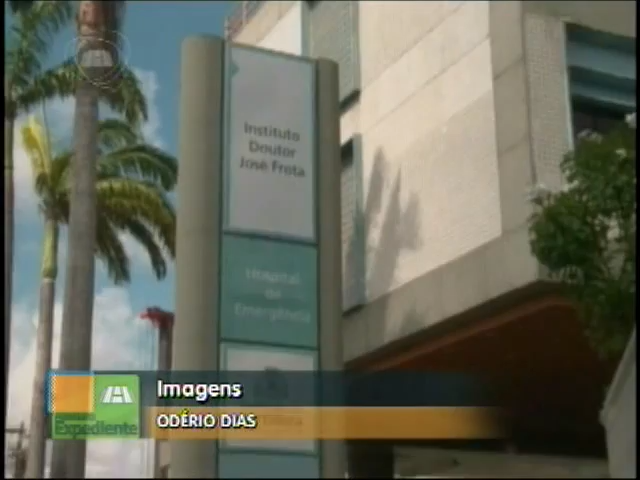 Instituto
Doutor
José Frota
Hospital
de
Emergência
Imagens
ODÉRIO DIAS
Expediente